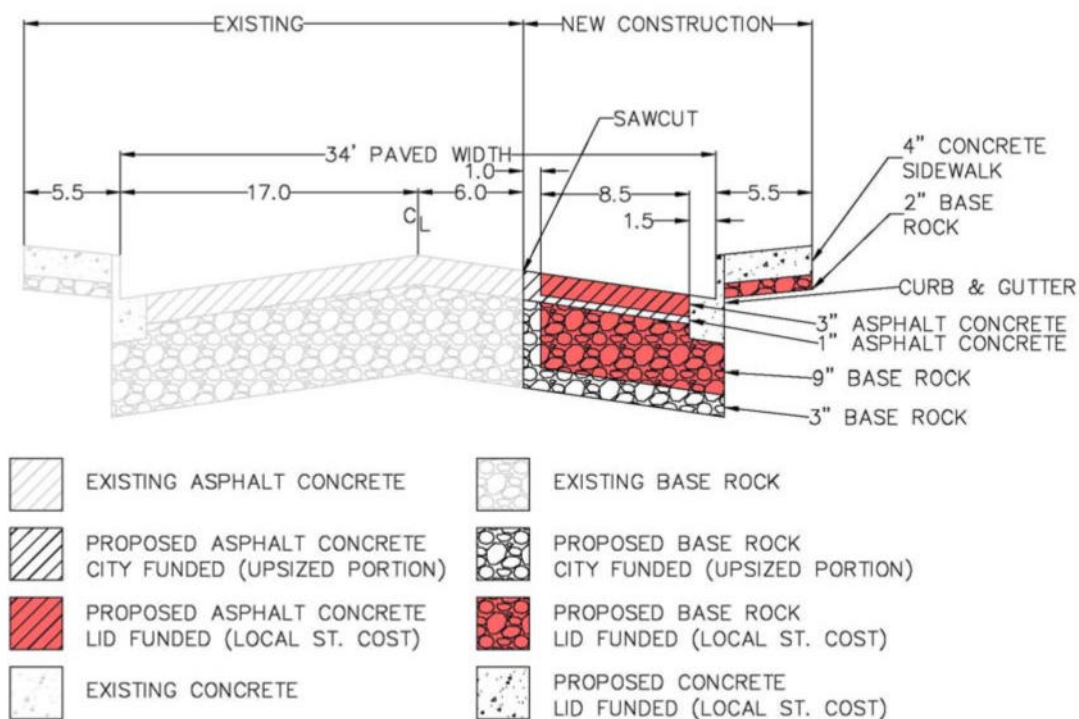 EXISTING
NEW CONSTRUCTION
SAWCUT
34' PAVED WIDTH
4" CONCRETE
SIDEWALK
1.0
5.5
17.0
6.0
8.5
5.5
2" BASE
ROCK
1.5
CL
CURB & GUTTER
3" ASPHALT CONCRETE
1" ASPHALT CONCRETE
9" BASE ROCK
3" BASE ROCK
EXISTING ASPHALT CONCRETE
EXISTING BASE ROCK
PROPOSED ASPHALT CONCRETE
CITY FUNDED (UPSIZED PORTION)
PROPOSED BASE ROCK
CITY FUNDED (UPSIZED PORTION)
PROPOSED ASPHALT CONCRETE
LID FUNDED (LOCAL ST. COST)
PROPOSED BASE ROCK
LID FUNDED (LOCAL ST. COST)
EXISTING CONCRETE
PROPOSED CONCRETE
LID FUNDED (LOCAL ST. COST)